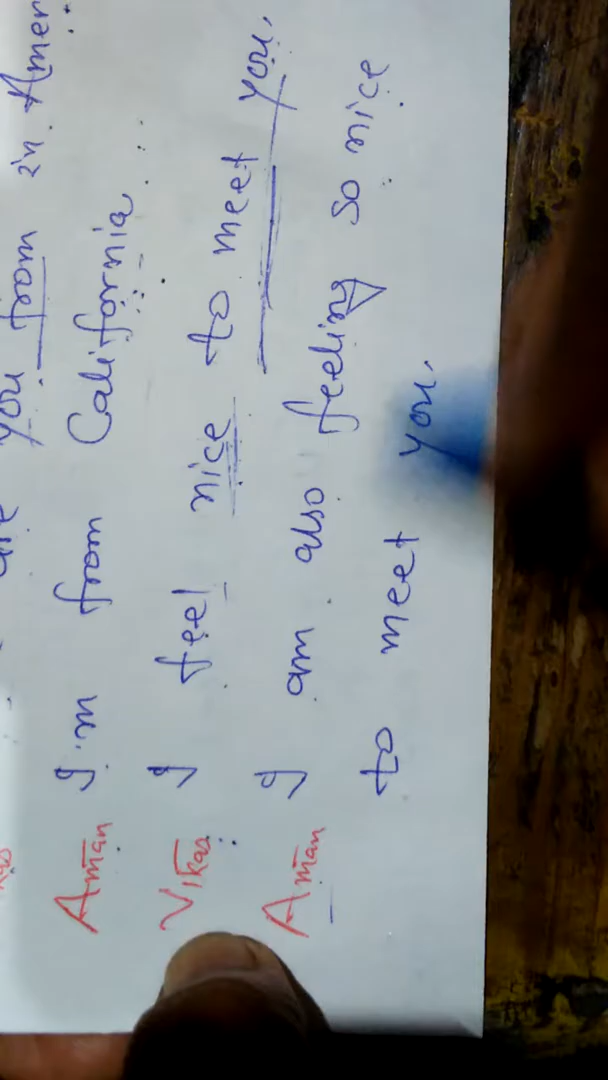 you from in Amer
Aman I'm from California...
Vikas I feel nice to meet you.
Aman I am also feeling so nice
to meet you.